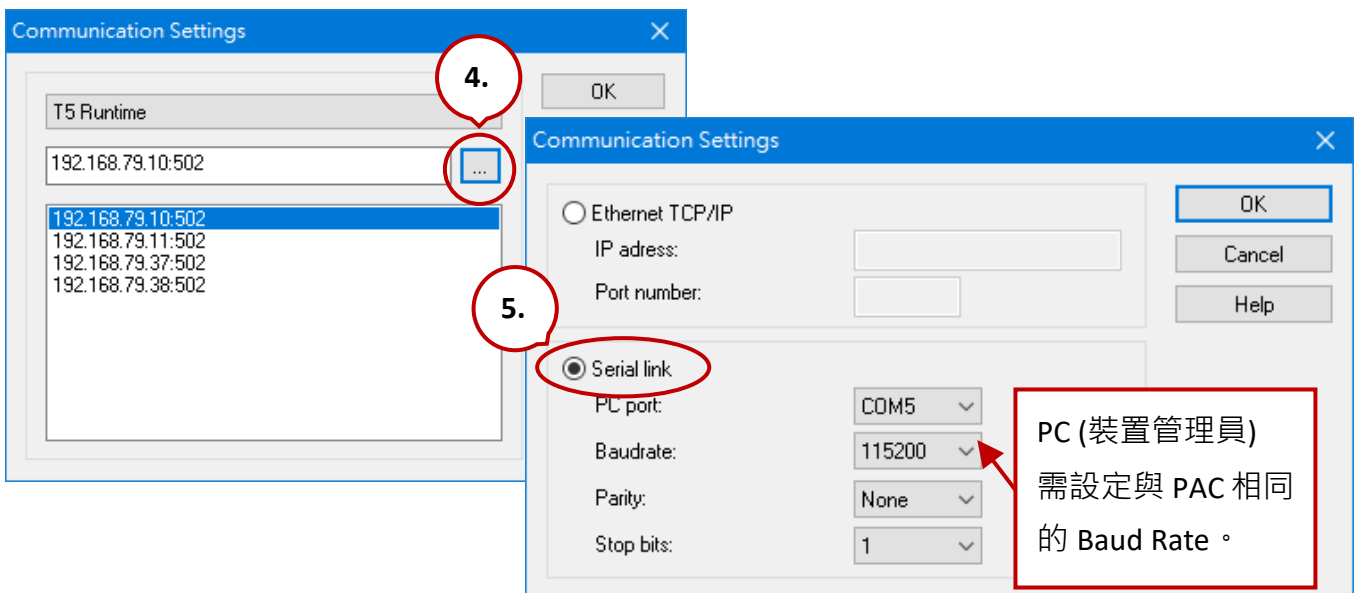 Communication Settings
4.
OK
T5 Runtime
192.168.79.10:502
...
192.168.79.10:502
192.168.79.11:502
192.168.79.37:502
192.168.79.38:502
Communication Settings
Ethernet TCP/IP
IP adress:
Port number:
OK
Cancel
Help
5.
Serial link
PC port:
COM5
Baudrate:
115200
Parity:
None
Stop bits:
1
PC (裝置管理員)
需設定與 PAC 相同
的 Baud Rate。